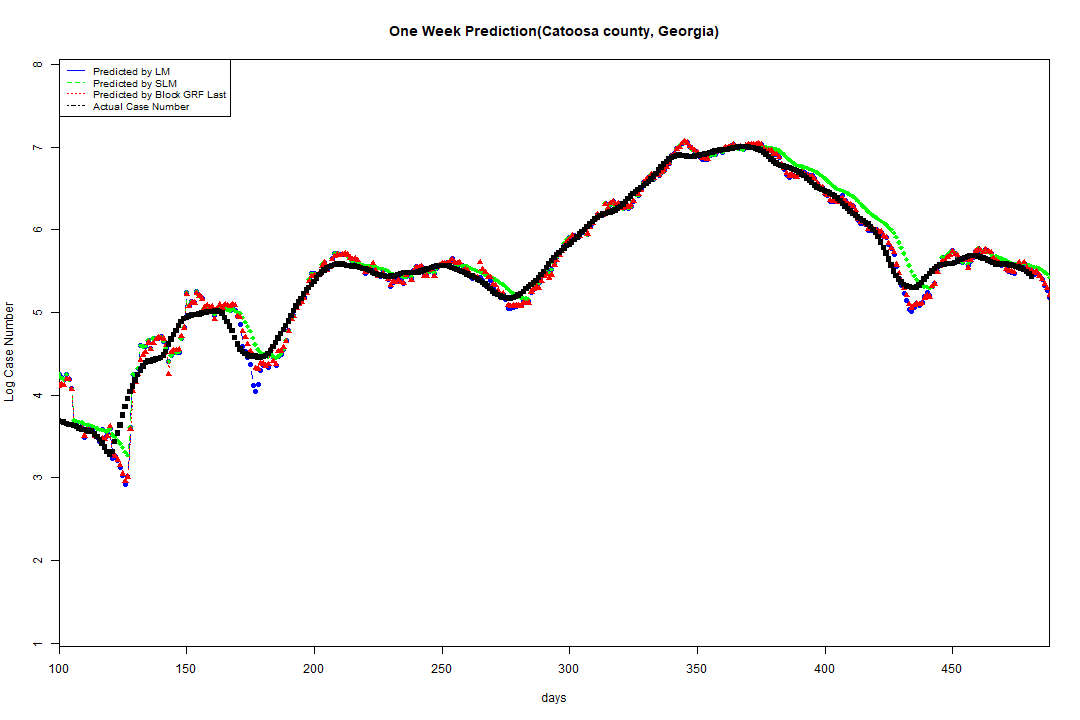 One Week Prediction(Catoosa county, Georgia)
Predicted by LM
Predicted by SLM
Predicted by Block GRF Last
Actual Case Number
Log Case Number
8
7
6
5
4
3
2
1
100 150 200 250 300 350 400 450
days